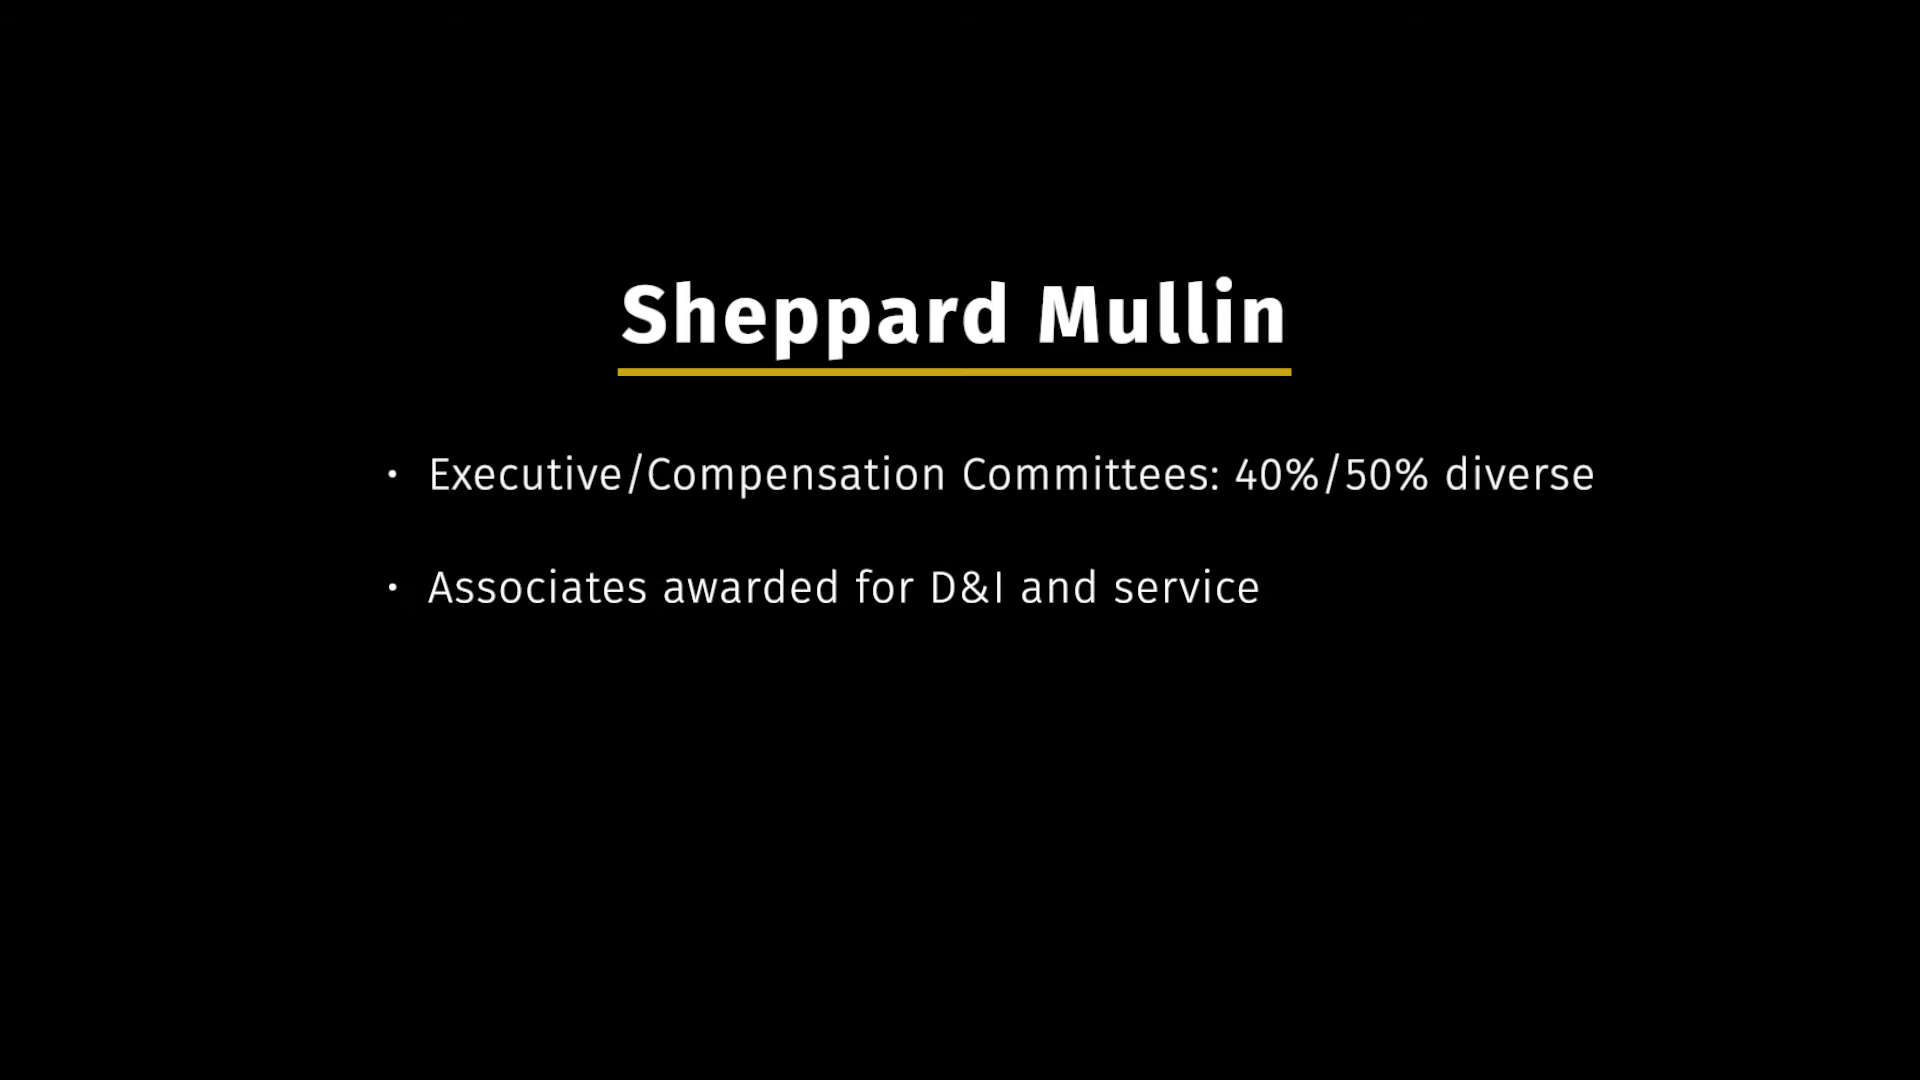 Sheppard Mullin
• Executive/Compensation Committees: 40%/50% diverse
• Associates awarded for D&I and service